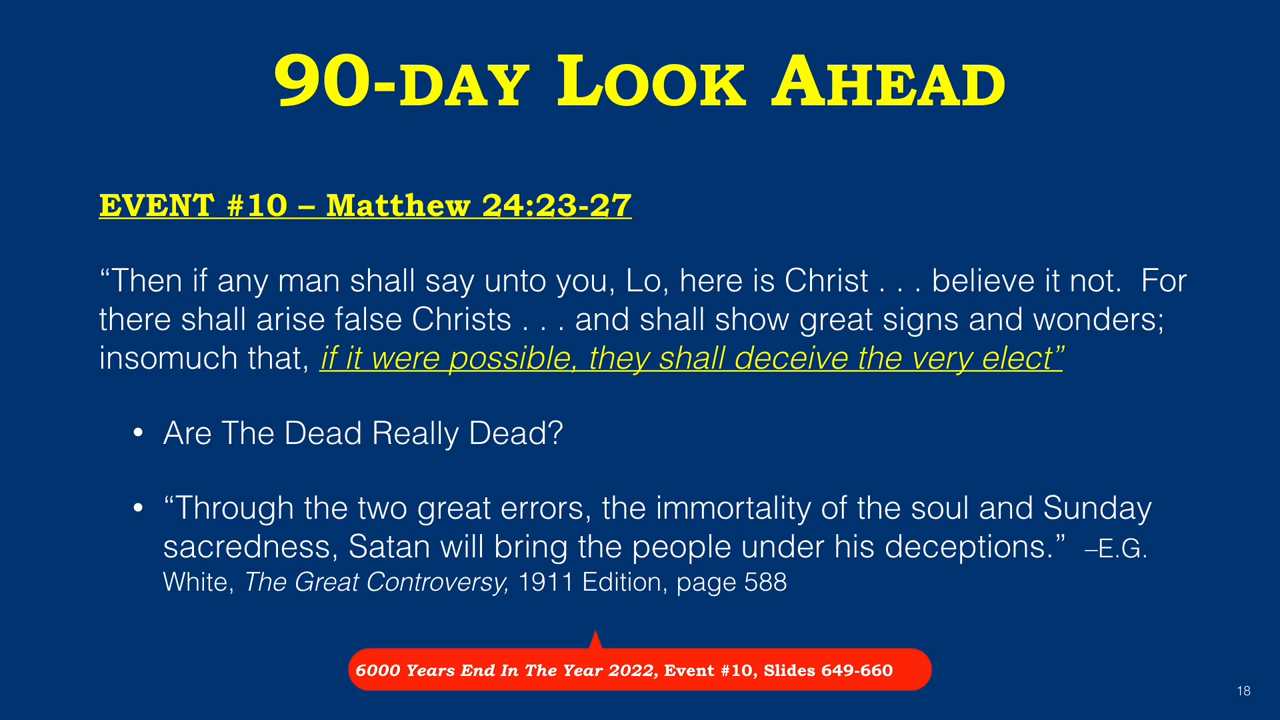 90-DAY LOOK AHEAD
EVENT #10 – Matthew 24:23-27
“Then if any man shall say unto you, Lo, here is Christ . . . believe it not.  For
there shall arise false Christs . . . and shall show great signs and wonders;
insomuch that, if it were possible, they shall deceive the very elect”
• Are The Dead Really Dead?
• “Through the two great errors, the immortality of the soul and Sunday
sacredness, Satan will bring the people under his deceptions.”  –E.G.
White, The Great Controversy, 1911 Edition, page 588
6000 Years End In The Year 2022, Event #10, Slides 649-660
18